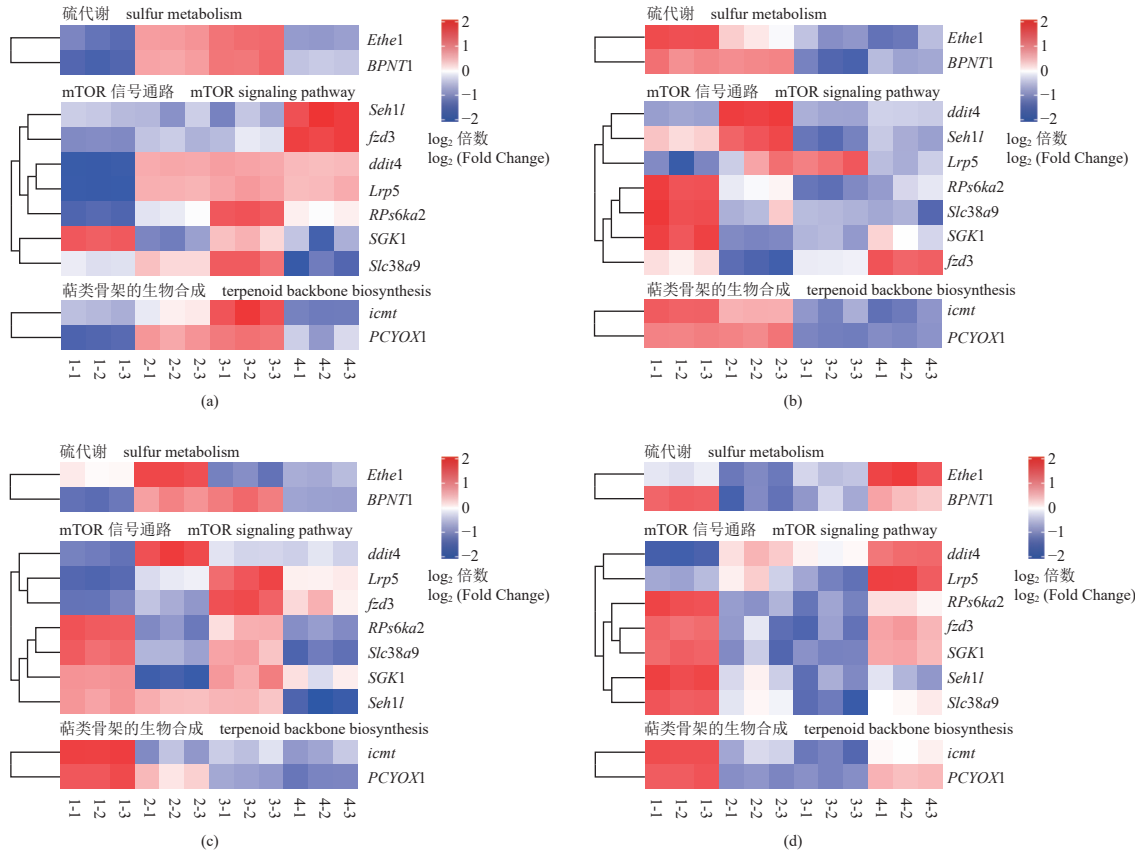 硫代谢 sulfur metabolism
Ethe1
BPNT1
mTOR 信号通路 mTOR signaling pathway
Seh1l
fzd3
ddit4
Lrp5
RPs6ka2
SGK1
Slc38a9
萜类骨架的生物合成 terpenoid backbone biosynthesis
icmt
PCYOX1
1-1 1-2 1-3 2-1 2-2 2-3 3-1 3-2 3-3 4-1 4-2 4-3
2
1
0
−1
−2
log2 倍数
log2 (Fold Change)
(a)
硫代谢 sulfur metabolism
Ethe1
BPNT1
mTOR 信号通路 mTOR signaling pathway
ddit4
Seh1l
Lrp5
RPs6ka2
Slc38a9
SGK1
fzd3
萜类骨架的生物合成 terpenoid backbone biosynthesis
icmt
PCYOX1
1-1 1-2 1-3 2-1 2-2 2-3 3-1 3-2 3-3 4-1 4-2 4-3
2
1
0
−1
−2
log2 倍数
log2 (Fold Change)
(b)
硫代谢 sulfur metabolism
Ethe1
BPNT1
mTOR 信号通路 mTOR signaling pathway
ddit4
Lrp5
fzd3
RPs6ka2
Slc38a9
SGK1
Seh1l
萜类骨架的生物合成 terpenoid backbone biosynthesis
icmt
PCYOX1
1-1 1-2 1-3 2-1 2-2 2-3 3-1 3-2 3-3 4-1 4-2 4-3
2
1
0
−1
−2
log2 倍数
log2 (Fold Change)
(c)
硫代谢 sulfur metabolism
Ethe1
BPNT1
mTOR 信号通路 mTOR signaling pathway
ddit4
Lrp5
RPs6ka2
fzd3
SGK1
Seh1l
Slc38a9
萜类骨架的生物合成 terpenoid backbone biosynthesis
icmt
PCYOX1
1-1 1-2 1-3 2-1 2-2 2-3 3-1 3-2 3-3 4-1 4-2 4-3
2
1
0
−1
−2
log2 倍数
log2 (Fold Change)
(d)